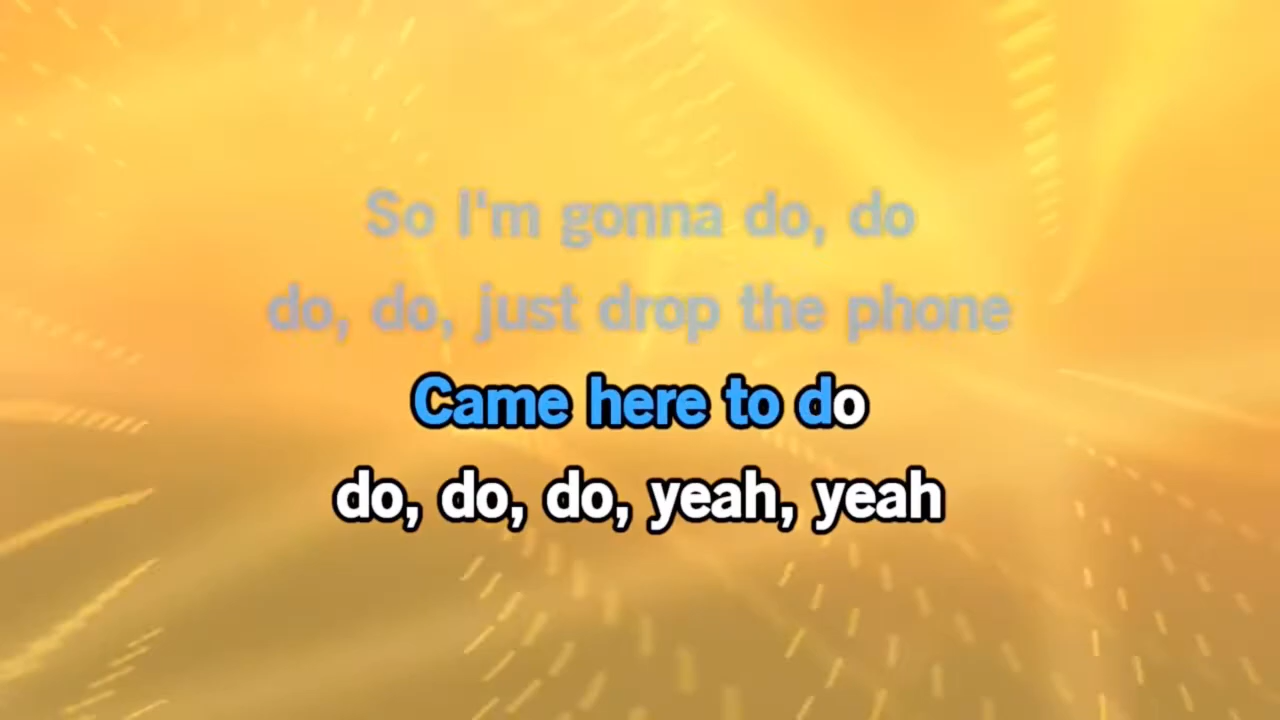 So I'm gonna do, do
do, do, just drop the phone
Came here to do
do, do, do, yeah, yeah